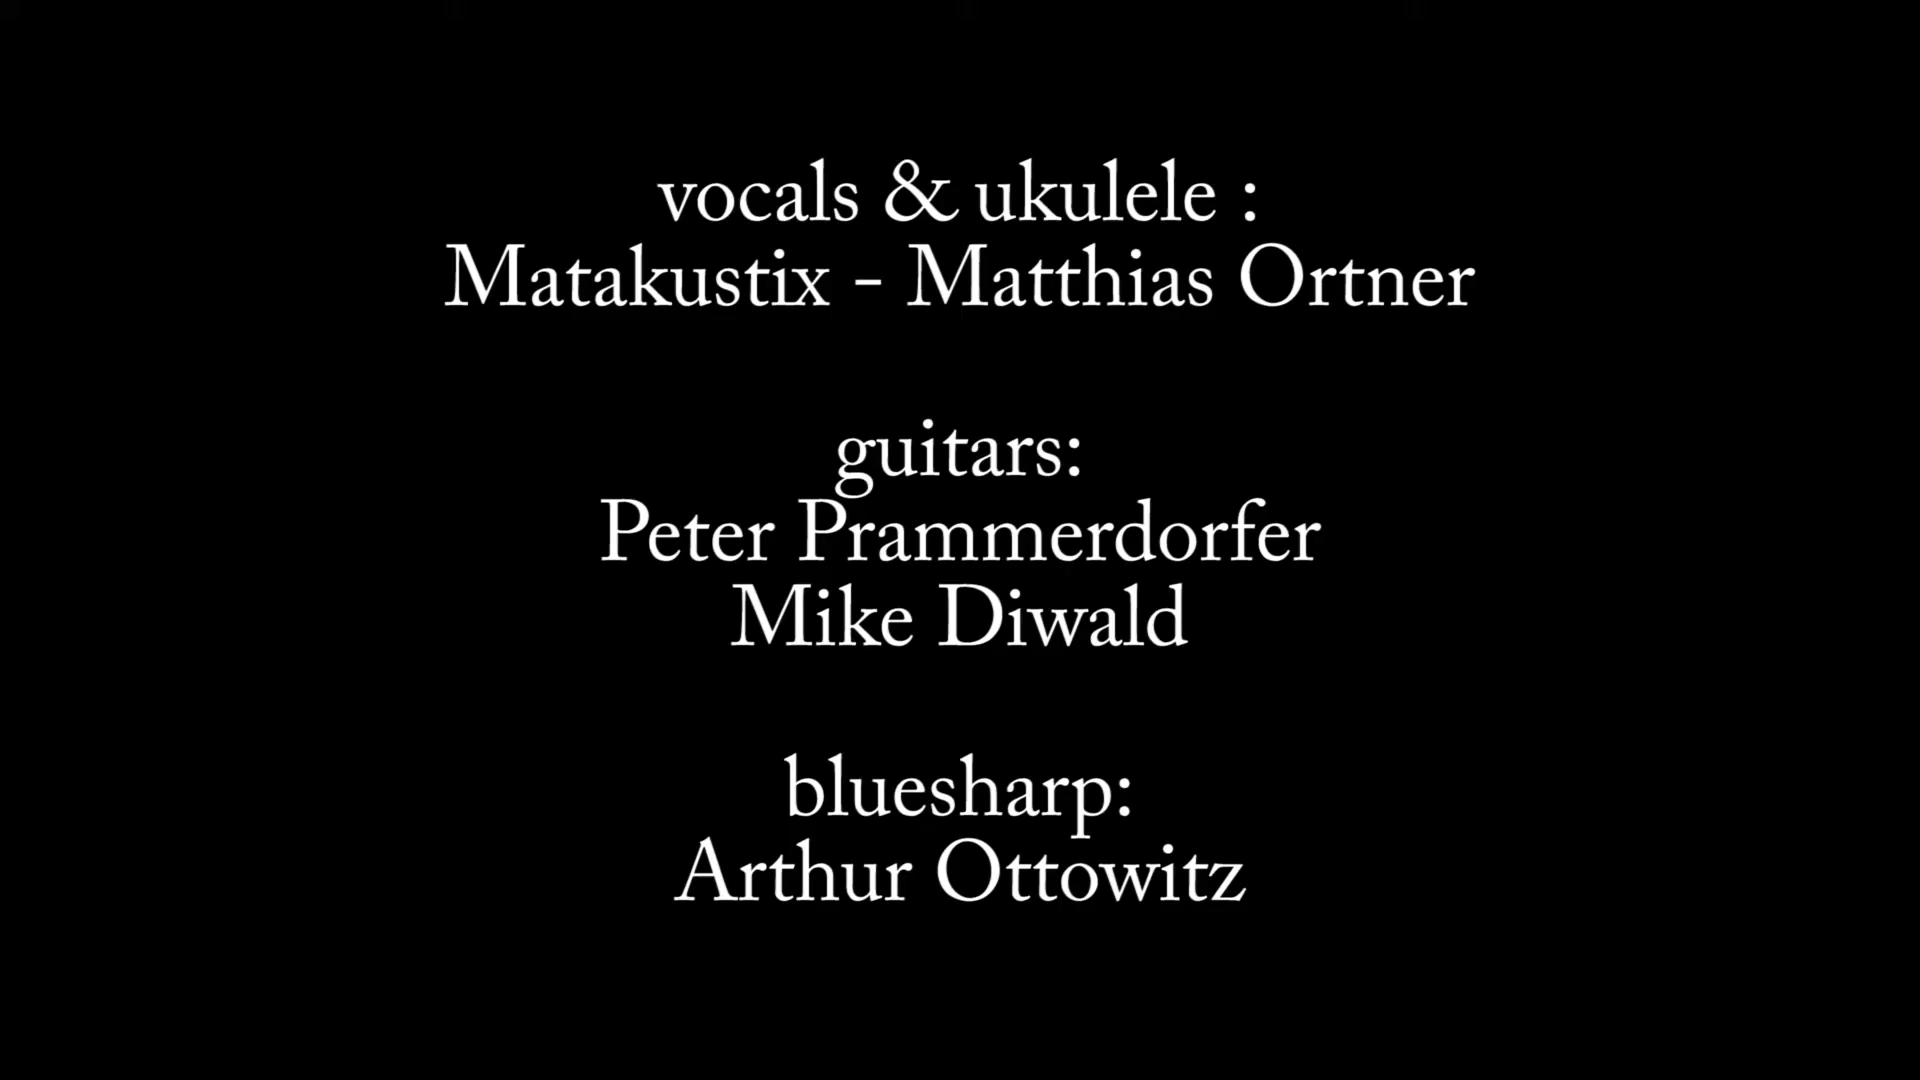 vocals & ukulele :
Matakustix - Matthias Ortner
guitars:
Peter Prammerdorfer
Mike Diwald
bluesharp:
Arthur Ottowitz